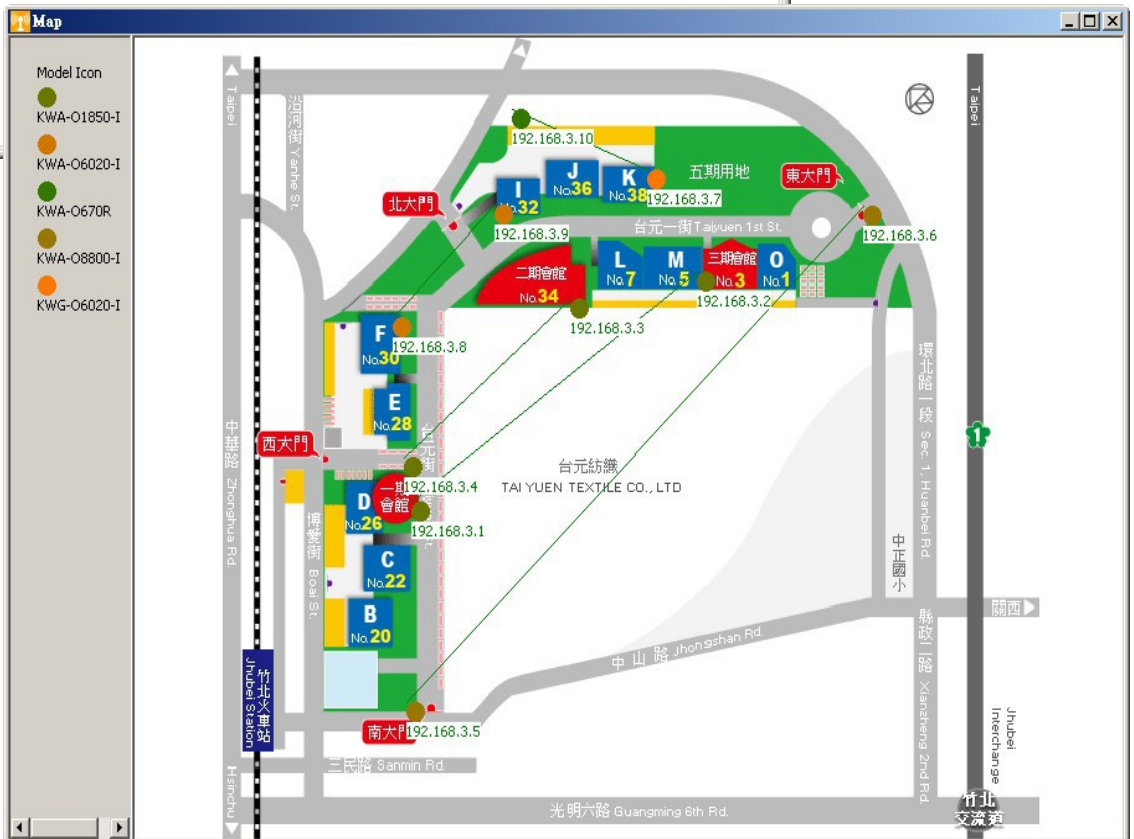 Map
Model Icon
KWA-O1850-I
KWA-O6020-I
KWA-O670R
KWA-O8800-I
KWG-O6020-I
Taipei
沿河街 Yanhe St.
Taipei
192.168.3.10
五期用地
東大門
J
No.36
K
No.38
192.168.3.7
I
No.32
北大門
192.168.3.9
台元一街 Taiyuen 1st St.
192.168.3.6
二期會館
No.34
L
No.7
M
No.5
三期會館
No.3
O
No.1
192.168.3.2
192.168.3.3
F
No.30
192.168.3.8
E
No.28
環北路一段 Sec. 1, Huanbei Rd.
1
西大門
中華路 Zhonghua Rd.
台元街
台元紡織
TAI YUEN TEXTILE CO., LTD
192.168.3.4
D
No.26
一期
會館
192.168.3.1
博愛街 Boai St.
中正國小
C
No.22
B
No.20
關西
中山路 Jhongshan Rd.
縣政二路 Xianzheng 2nd Rd.
竹北火車站
Jhubei Station
南大門
192.168.3.5
Jhubei
Interchange
三民路 Sanmin Rd.
Hsinchu
光明六路 Guangming 6th Rd.
竹北
交流道